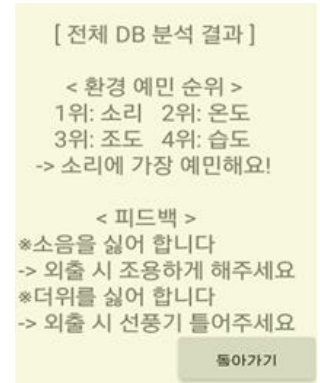 [ 전체 DB 분석 결과 ]
< 환경 예민 순위 >
1위: 소리 2위: 온도
3위: 조도 4위: 습도
-> 소리에 가장 예민해요!
< 피드백 >
※소음을 싫어 합니다
-> 외출 시 조용하게 해주세요
※더위를 싫어 합니다
-> 외출 시 선풍기 틀어주세요
돌아가기